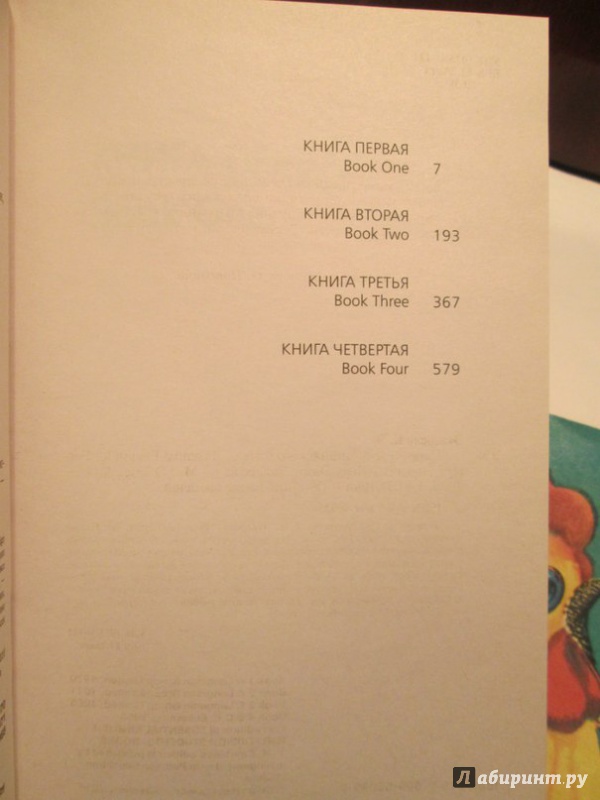 КНИГА ПЕРВАЯ
Book One 7
КНИГА ВТОРАЯ
Book Two 193
КНИГА ТРЕТЬЯ
Book Three 367
КНИГА ЧЕТВЕРТАЯ
Book Four 579
Лабиринт.ру